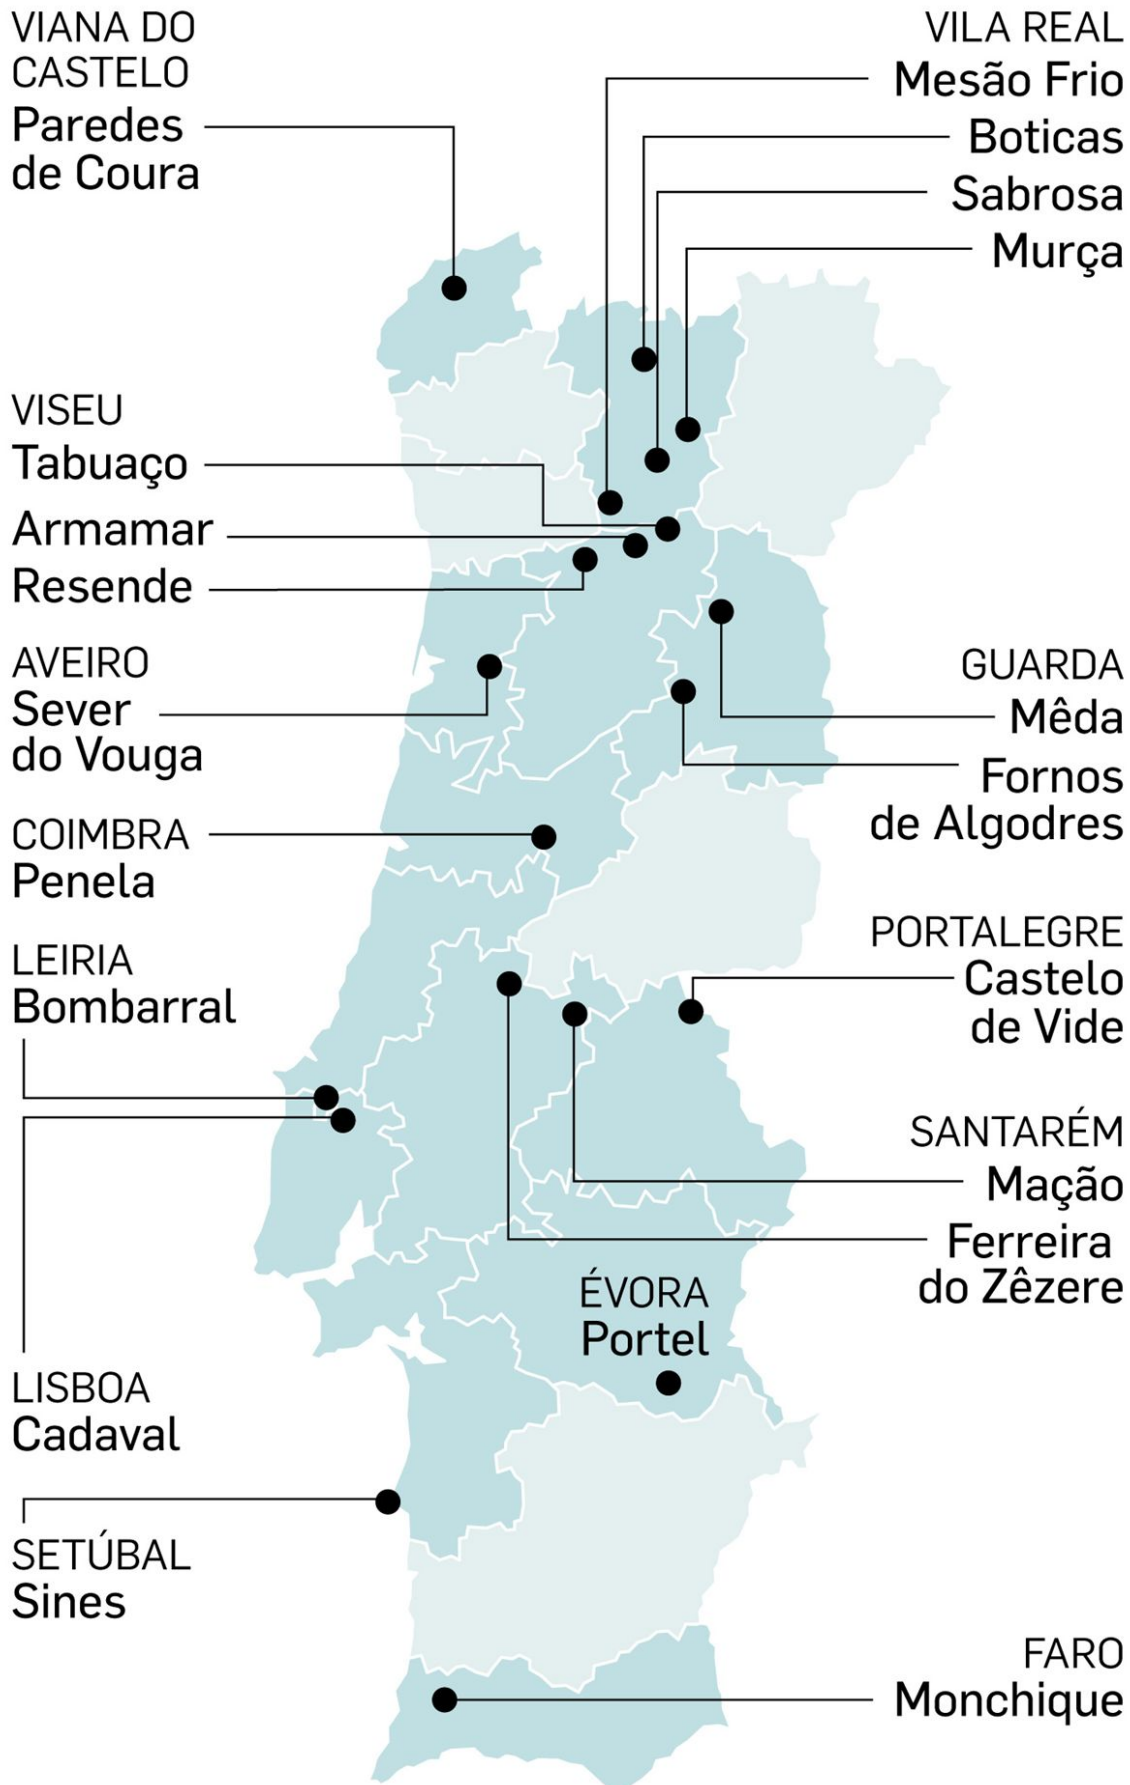 VIANA DO
CASTELO
Paredes
de Coura
VISEU
Tabuaço
Armamar
Resende
AVEIRO
Sever
do Vouga
COIMBRA
Penela
LEIRIA
Bombarral
LISBOA
Cadaval
SETÚBAL
Sines
VILA REAL
Mesão Frio
Boticas
Sabrosa
Murça
GUARDA
Mêda
Fornos
de Algodres
PORTALEGRE
Castelo
de Vide
SANTARÉM
Mação
Ferreira
do Zêzere
ÉVORA
Portel
FARO
Monchique